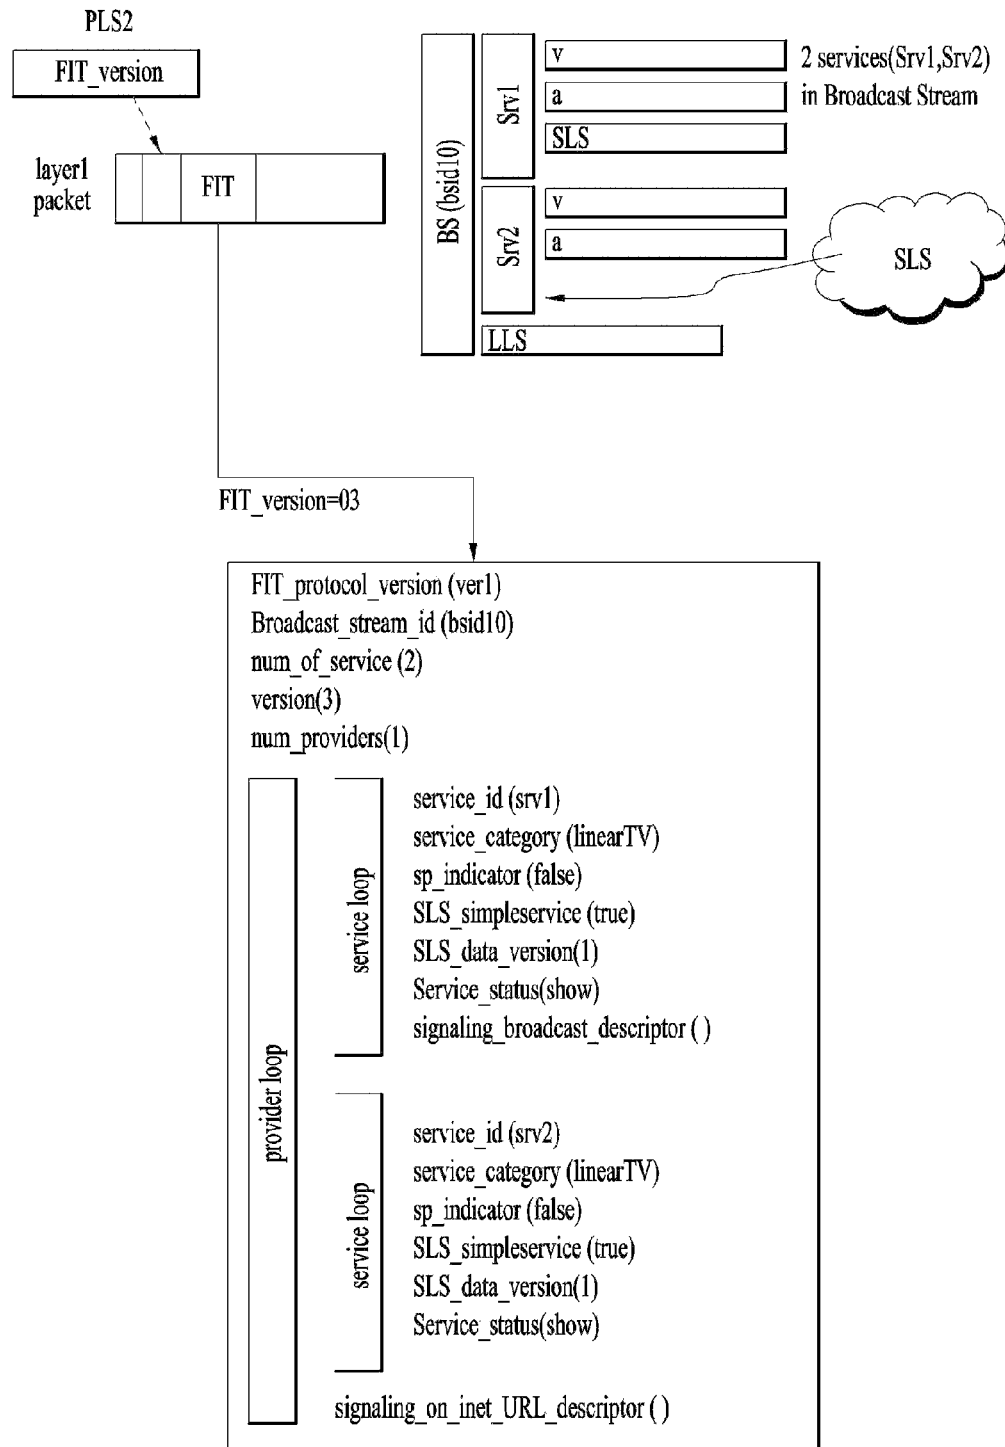 PLS2
FIT_version
layer1
packet
FIT
BS (bsid10)
Srv1
v
a
SLS
Srv2
v
a
LLS
2 services(Srv1,Srv2)
in Broadcast Stream
SLS
FIT_version=03
FIT_protocol_version (ver1)
Broadcast_stream_id (bsid10)
num_of_service (2)
version(3)
num_providers(1)
provider loop
service loop
service_id (srv1)
service_category (linearTV)
sp_indicator (false)
SLS_simpleservice (true)
SLS_data_version(1)
Service_status(show)
signaling_broadcast_descriptor ( )
service loop
service_id (srv2)
service_category (linearTV)
sp_indicator (false)
SLS_simpleservice (true)
SLS_data_version(1)
Service_status(show)
signaling_on_inet_URL_descriptor ( )